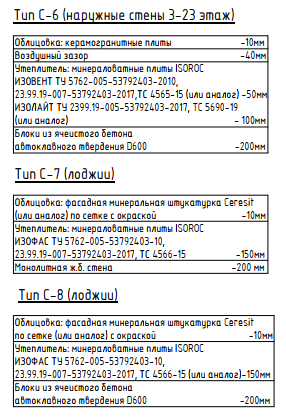 Тип С-6 (наружные стены 3-23 этаж)
Облицовка: керамогранитные плиты -10мм
Воздушный зазор -40мм
Утеплитель: минераловатные плиты ISOROC
ИЗОВЕНТ ТУ 5762-005-53792403-2010,
23.99.19-007-53792403-2017,ТС 4565-15 (или аналог) -50мм
ИЗОЛАЙТ ТУ 2399.19-005-53792403-2017, ТС 5690-19
(или аналог) - 100мм
Блоки из ячеистого бетона
автоклавного твердения D600 -200мм
Тип С-7 (лоджии)
Облицовка: фасадная минеральная штукатурка Ceresit
(или аналог) по сетке с окраской -10мм
Утеплитель: минераловатные плиты ISOROC
ИЗОФАС ТУ 5762-005-53792403-10,
23.99.19-007-53792403-2017, ТС 4566-15 -150мм
Монолитная ж.б. стена -200 мм
Тип С-8 (лоджии)
Облицовка: фасадная минеральная штукатурка Ceresit
по сетке (или аналог) с окраской -10мм
Утеплитель: минераловатные плиты ISOROC
ИЗОФАС ТУ 5762-005-53792403-10,
23.99.19-007-53792403-2017, ТС 4566-15 (или аналог)-150мм
Блоки из ячеистого бетона
автоклавного твердения D600 -200мм